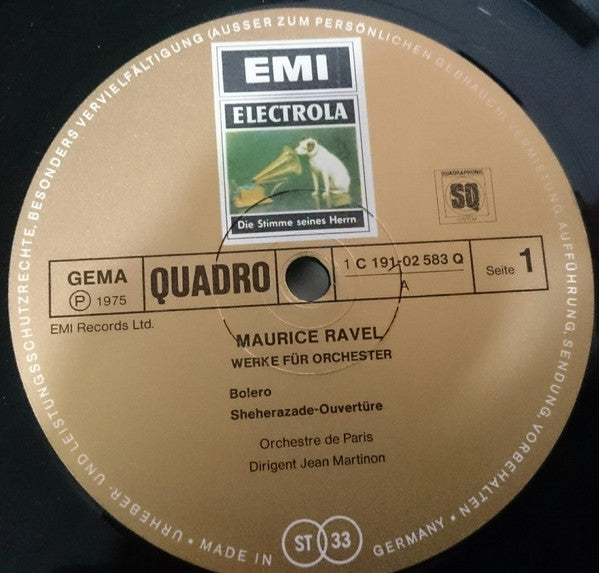 URHEBER- UND LEISTUNGSSCHUTZRECHTE, BESONDERS VERVIELFÄLTIGUNG (AUSSER ZUM PERSÖNLICHEN GEBRAUCH), VERMIETUNG, AUFFÜHRUNG, SENDUNG, VORBEHALTEN •
EMI
ELECTROLA
Die Stimme seines Herrn
QUADRAPHONIC
SQ
GEMA
Ⓟ 1975
QUADRO
1 C 191-02 583 Q
A
Seite 1
EMI Records Ltd.
MAURICE RAVEL
WERKE FÜR ORCHESTER
Bolero
Sheherazade-Ouvertüre
Orchestre de Paris
Dirigent Jean Martinon
• MADE IN GERMANY •
ST 33